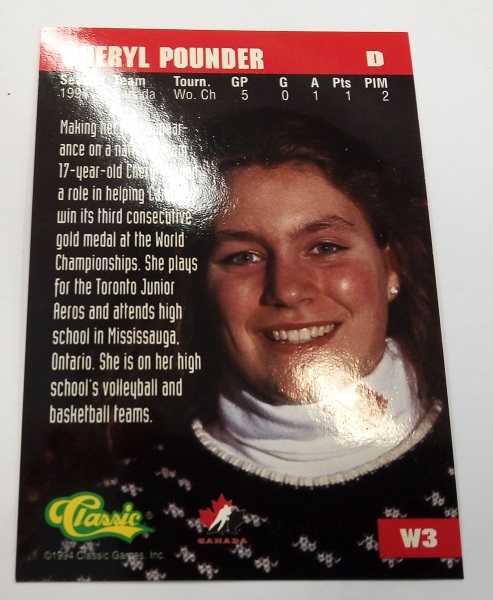 CHERYL POUNDER D
Team Tourn. GP G A Pts PIM
Wo. Ch 5 0 1 1 2
Making her
ance on a
17-year-old
a role in helping
win its third consecutive
gold medal at the World
Championships. She plays
for the Toronto Junior
Aeros and attends high
school in Mississauga,
Ontario. She is on her high
school's volleyball and
basketball teams.
Classic®
CANADA
W3
©1994 Classic Games, Inc.